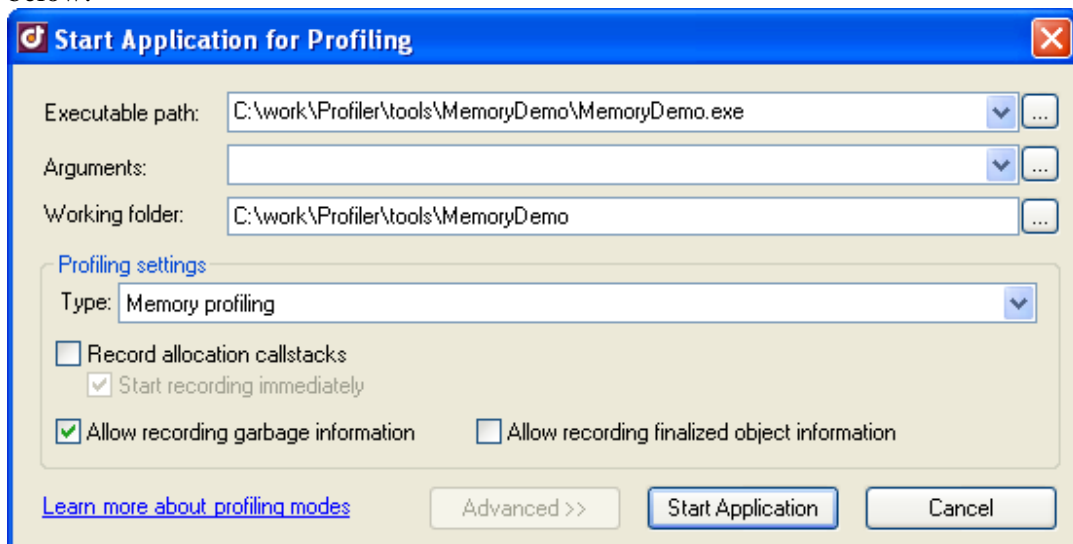 Start Application for Profiling
Executable path: C:\work\Profiler\tools\MemoryDemo\MemoryDemo.exe ...
Arguments: ...
Working folder: C:\work\Profiler\tools\MemoryDemo ...
Profiling settings
Type: Memory profiling
Record allocation callstacks
Start recording immediately
Allow recording garbage information Allow recording finalized object information
Learn more about profiling modes Advanced >> Start Application Cancel